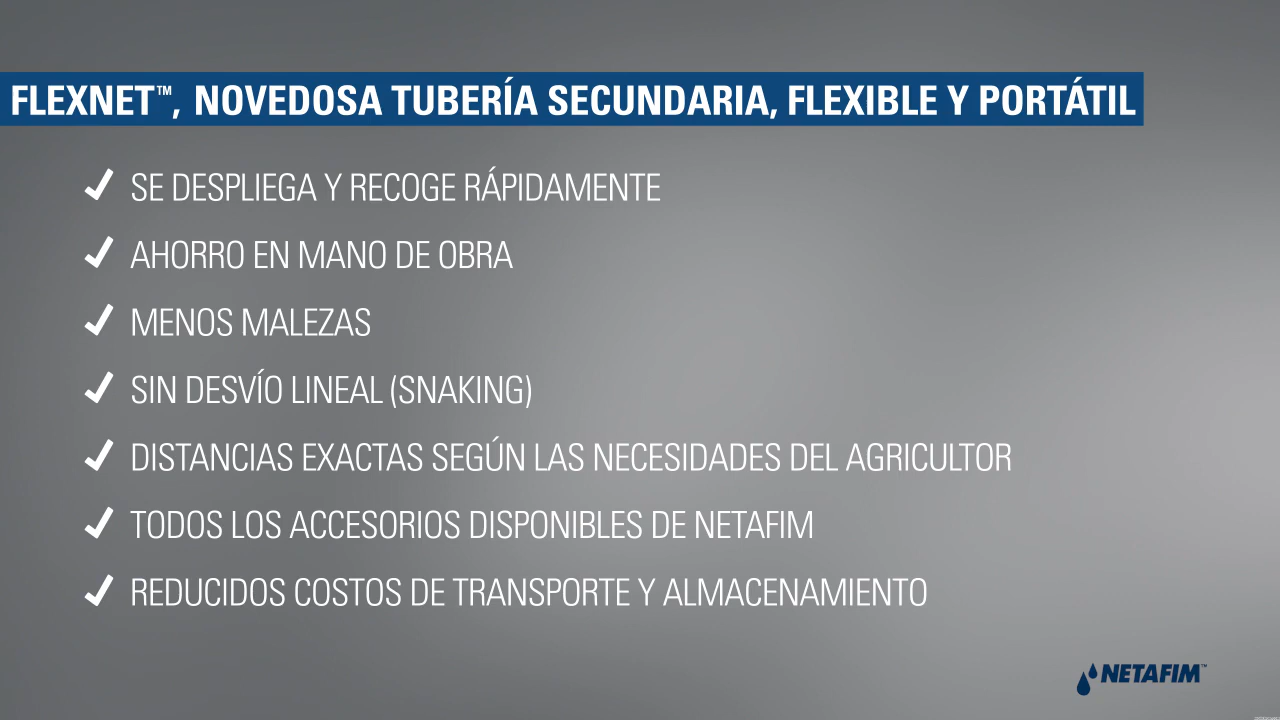 FLEXNET™, NOVEDOSA TUBERÍA SECUNDARIA, FLEXIBLE Y PORTÁTIL
SE DESPLIEGA Y RECOGE RÁPIDAMENTE
AHORRO EN MANO DE OBRA
MENOS MALEZAS
SIN DESVÍO LINEAL (SNAKING)
DISTANCIAS EXACTAS SEGÚN LAS NECESIDADES DEL AGRICULTOR
TODOS LOS ACCESORIOS DISPONIBLES DE NETAFIM
REDUCIDOS COSTOS DE TRANSPORTE Y ALMACENAMIENTO
NETAFIM™